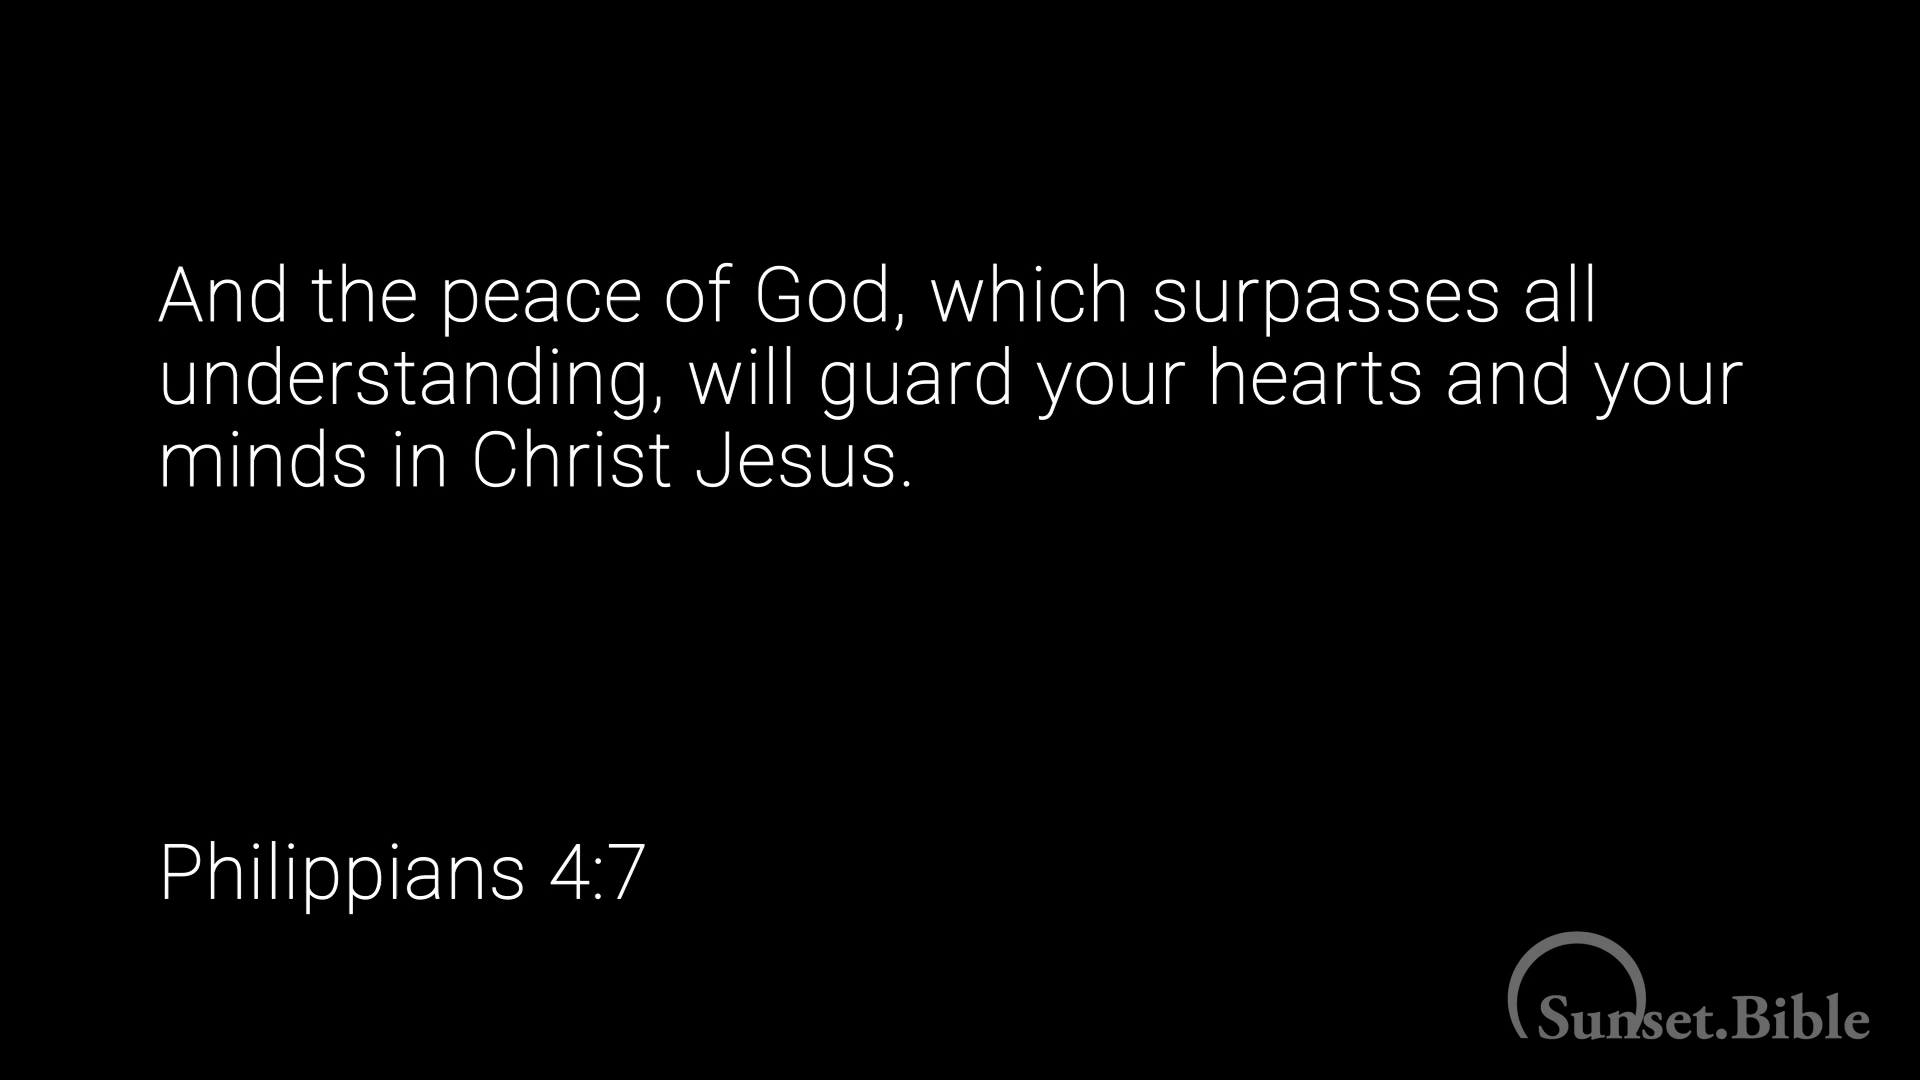 And the peace of God, which surpasses all
understanding, will guard your hearts and your
minds in Christ Jesus.
Philippians 4:7
Sunset.Bible